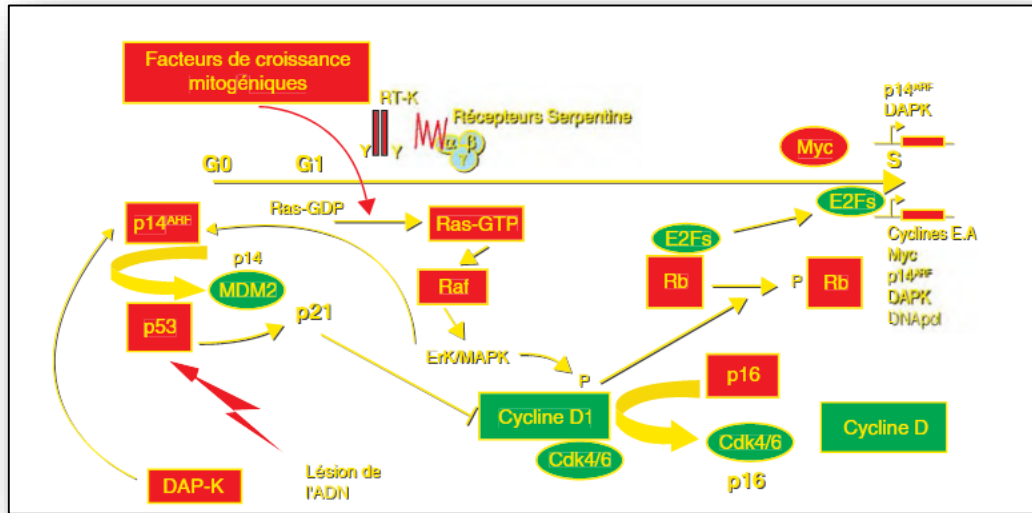 Facteurs de croissance
mitogéniques
RT-K
Y Y
Récepteurs Serpentine
α β
γ
p14ᴬᴿᶠ
DAPK
Myc
S
G0 G1
E2Fs
Cyclines E.A
Myc
p14ᴬᴿᶠ
DAPK
DNApol
p14ᴬᴿᶠ
Ras-GDP
Ras-GTP
E2Fs
p14
MDM2
Raf
Rb
P
Rb
p53
p21
ErK/MAPK
P
p16
Cycline D1
Cdk4/6
Cdk4/6
p16
Cycline D
DAP-K
Lésion de
l'ADN